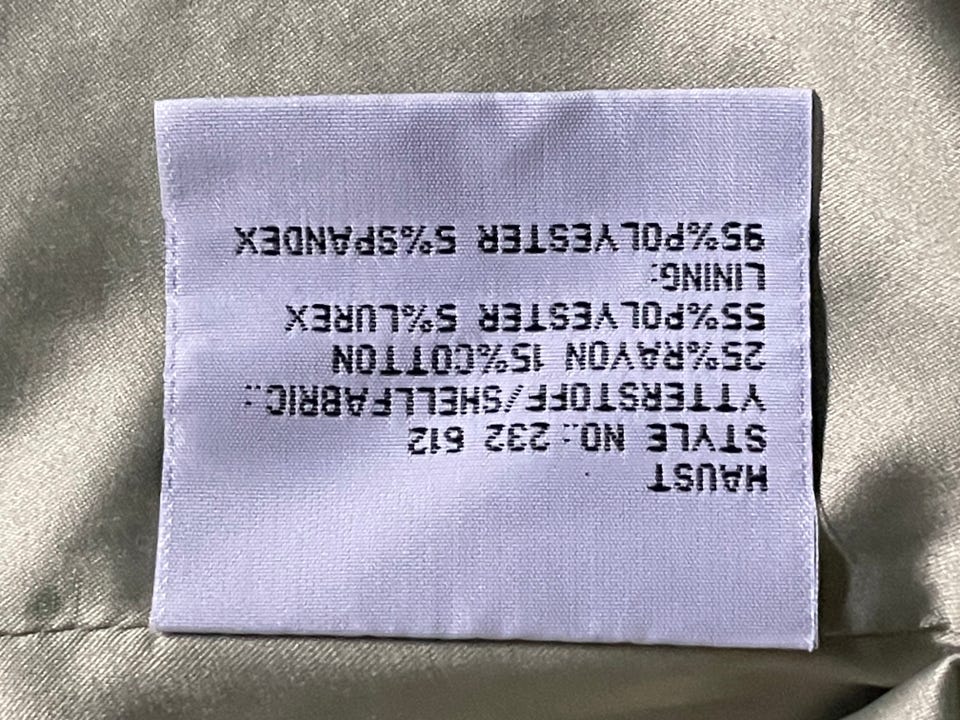 HAUST
STYLE NO.: 232 612
YTTERSTOFF/SHELLFABRIC.:
25%RAYON 15%COTTON
55%POLYESTER 5%LUREX
LINING:
95%POLYESTER 5%SPANDEX